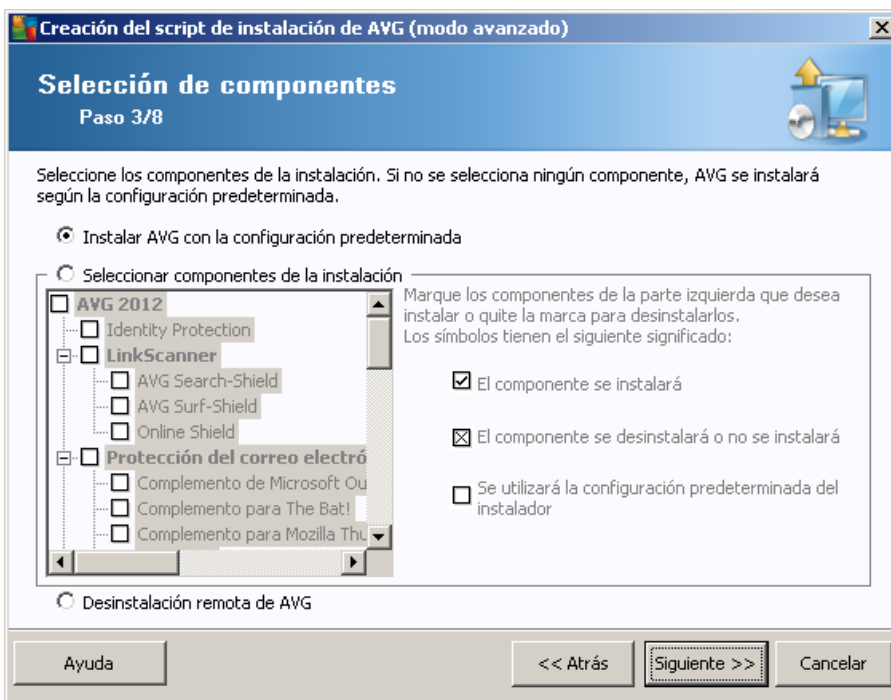 Creación del script de instalación de AVG (modo avanzado)
Selección de componentes
Paso 3/8
Seleccione los componentes de la instalación. Si no se selecciona ningún componente, AVG se instalará
según la configuración predeterminada.
Instalar AVG con la configuración predeterminada
Seleccionar componentes de la instalación
AVG 2012
Identity Protection
LinkScanner
AVG Search-Shield
AVG Surf-Shield
Online Shield
Protección del correo electró
Complemento de Microsoft Ou
Complemento para The Bat!
Complemento para Mozilla Thu
Marque los componentes de la parte izquierda que desea
instalar o quite la marca para desinstalarlos.
Los símbolos tienen el siguiente significado:
El componente se instalará
El componente se desinstalará o no se instalará
Se utilizará la configuración predeterminada del
instalador
Desinstalación remota de AVG
Ayuda
<< Atrás
Siguiente >>
Cancelar